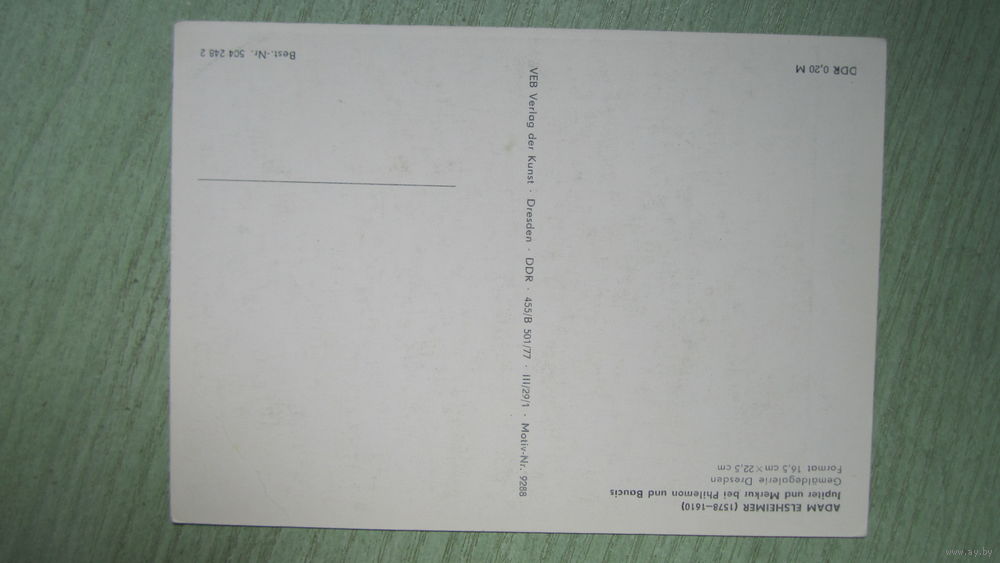 ADAM ELSHEIMER (1578–1610)
Jupiter und Merkur bei Philemon und Baucis
Gemäldegalerie Dresden
Format 16,5 cm × 22,5 cm
VEB Verlag der Kunst · Dresden · DDR · 455/B 501/77 · III/29/1 · Motiv-Nr. 9288
DDR 0,20 M
Best.-Nr. 504 248 2
www.ay.by